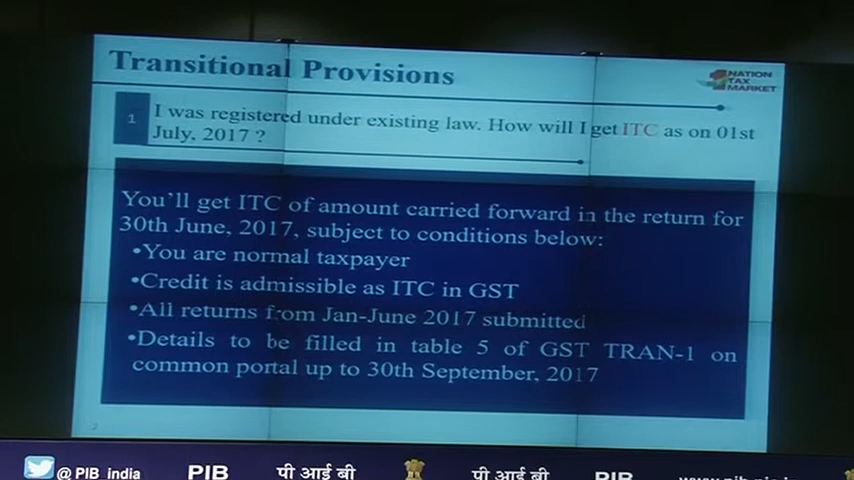 Transitional Provisions
NATION
TAX
MARKET
1
I was registered under existing law. How will I get ITC as on 01st
July, 2017 ?
You'll get ITC of amount carried forward in the return for
30th June, 2017, subject to conditions below:
•You are normal taxpayer
•Credit is admissible as ITC in GST
•All returns from Jan-June 2017 submitted
•Details to be filled in table 5 of GST TRAN-1 on
common portal up to 30th September, 2017
@PIB_india PIB पी आई बी पी आई बी PIB